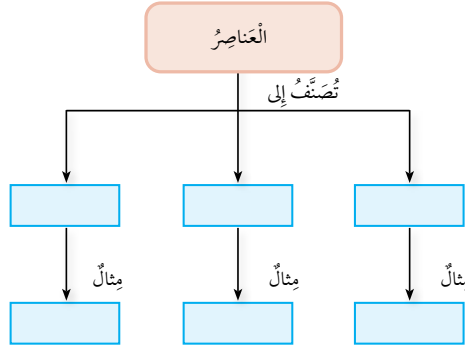 الْعَناصِرُ
تُصَنَّفُ إِلى
مِثالٌ
مِثالٌ
مِثالٌ